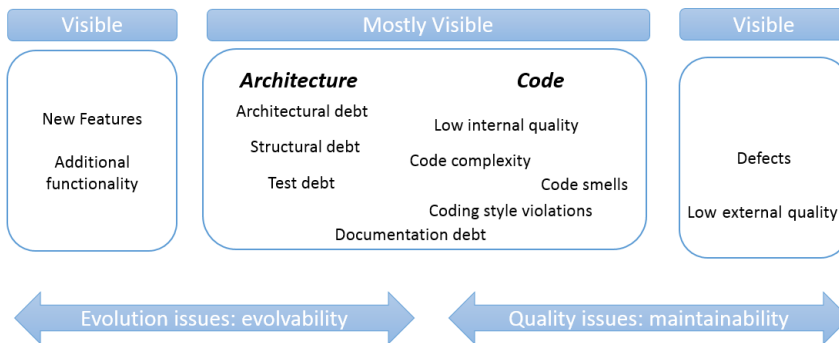 Visible
Mostly Visible
Visible
New Features
Additional
functionality
Architecture
Architectural debt
Structural debt
Test debt
Code
Low internal quality
Code complexity
Code smells
Coding style violations
Documentation debt
Defects
Low external quality
Evolution issues: evolvability
Quality issues: maintainability